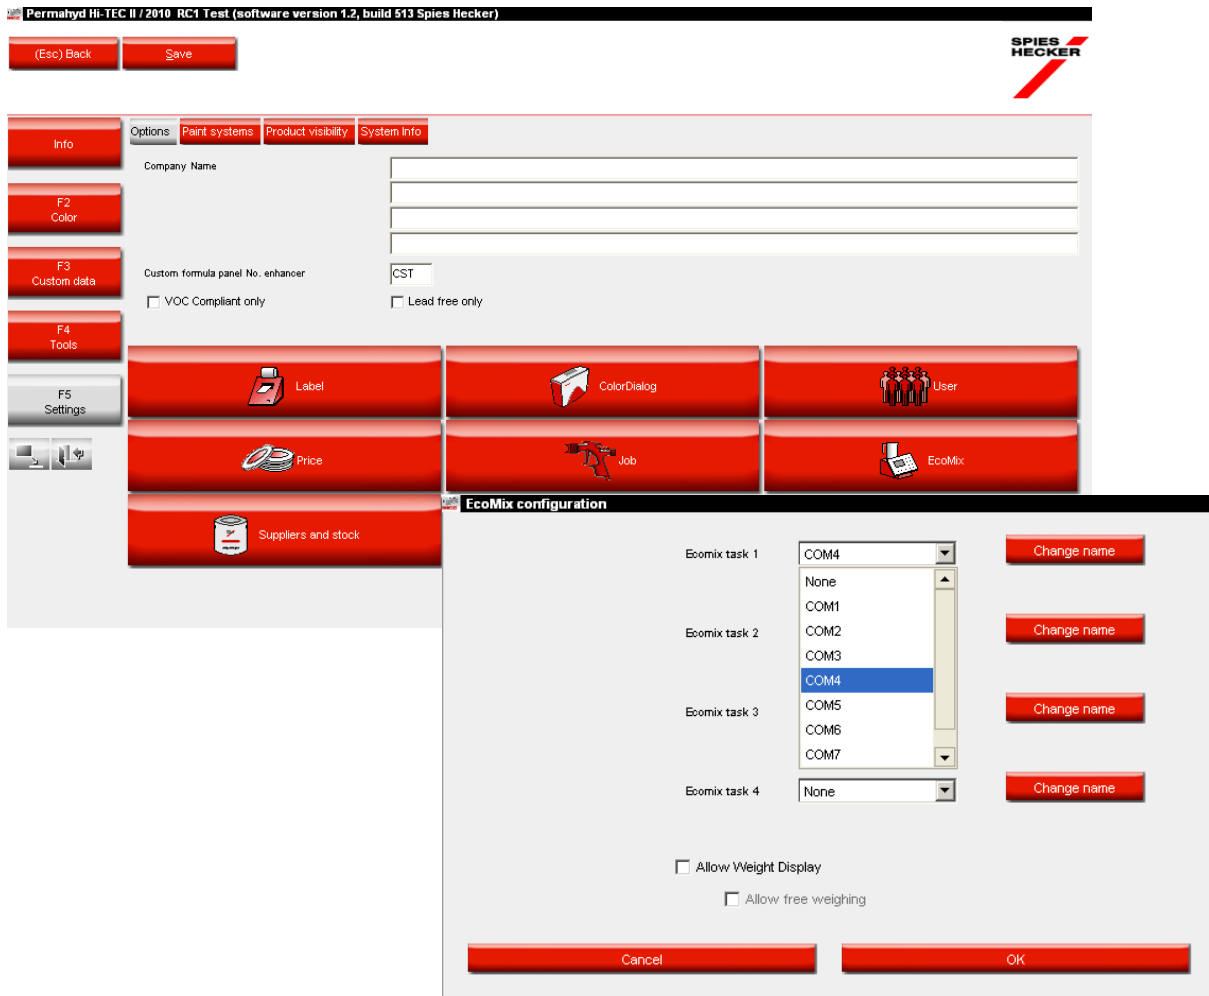 Permahyd Hi-TEC II / 2010 RC1 Test (software version 1.2, build 513 Spies Hecker)
(Esc) Back
Save
SPIES
HECKER
Info
Options
Paint systems
Product visibility
System Info
Company Name
F2
Color
F3
Custom data
Custom formula panel No. enhancer
CST
VOC Compliant only
Lead free only
F4
Tools
F5
Settings
Label
ColorDialog
User
Price
Job
EcoMix
Suppliers and stock
EcoMix configuration
Ecomix task 1
COM4
Change name
None
COM1
COM2
COM3
COM4
COM5
COM6
COM7
Ecomix task 2
Change name
Ecomix task 3
Change name
Ecomix task 4
None
Change name
Allow Weight Display
Allow free weighing
Cancel
OK